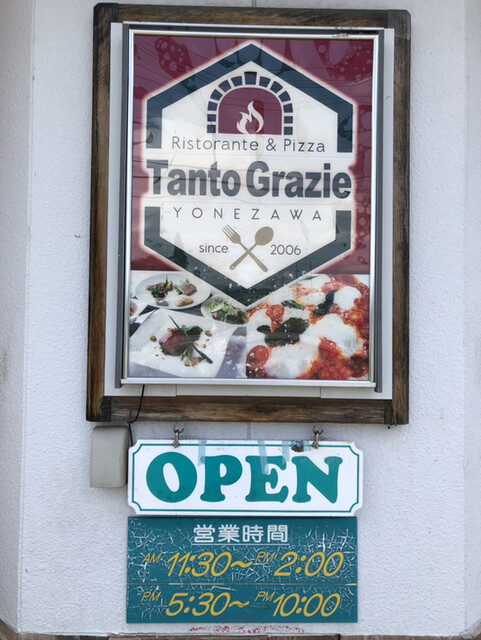 Ristorante & Pizza
Tanto Grazie
YONEZAWA
since 2006
OPEN
営業時間
AM 11:30〜 PM 2:00
PM 5:30〜 PM 10:00